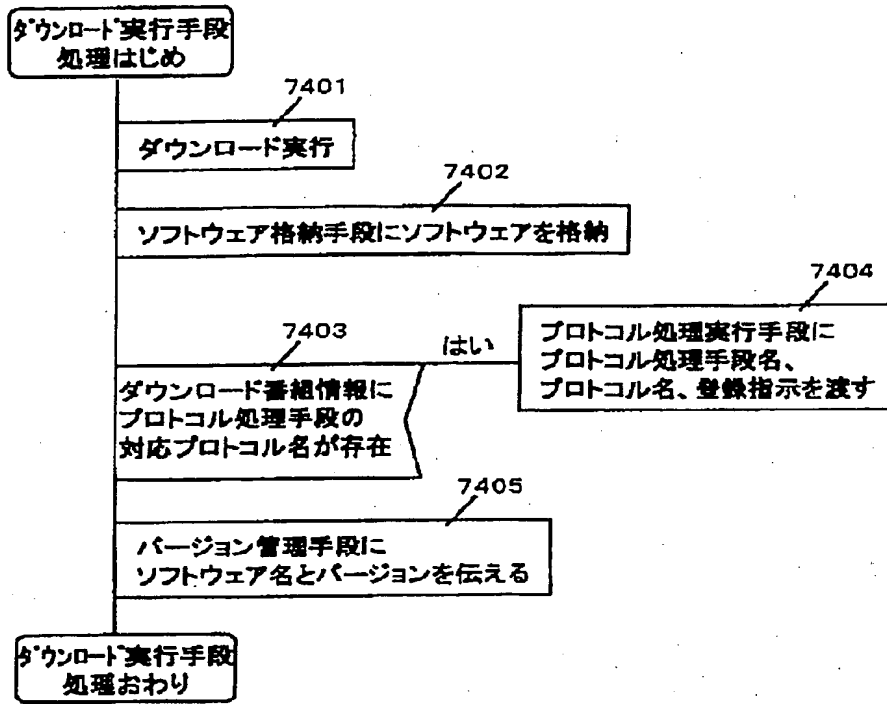 ダウンロード実行手段
処理はじめ
7401
ダウンロード実行
7402
ソフトウェア格納手段にソフトウェアを格納
7403
ダウンロード番組情報に
プロトコル処理手段の
対応プロトコル名が存在
はい
7404
プロトコル処理実行手段に
プロトコル処理手段名、
プロトコル名、登録指示を渡す
7405
バージョン管理手段に
ソフトウェア名とバージョンを伝える
ダウンロード実行手段
処理おわり